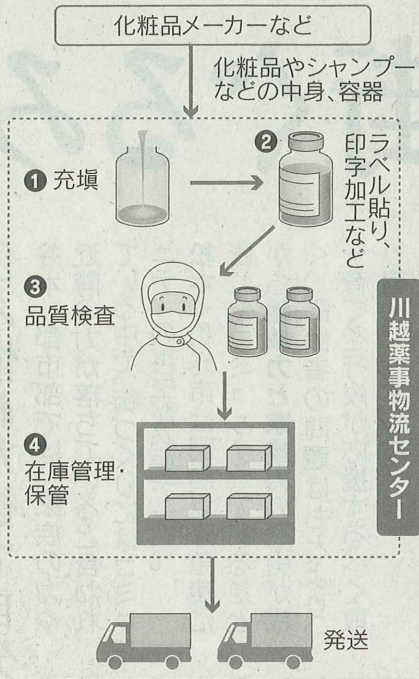 化粧品メーカーなど
化粧品やシャンプー
などの中身、容器
❶ 充塡
❷
ラベル貼り、
印字加工など
❸
品質検査
❹
在庫管理・
保管
川越薬事物流センター
発送